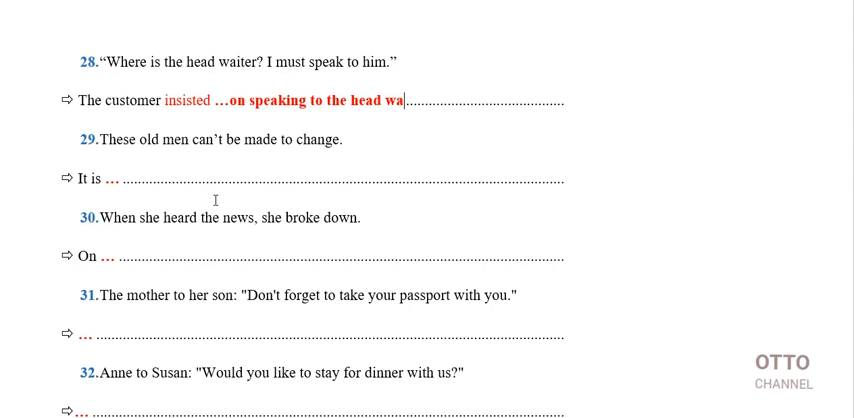 28.“Where is the head waiter? I must speak to him.”
⇨ The customer insisted …on speaking to the head wa........................................
29.These old men can’t be made to change.
⇨ It is … ....................................................................................................................
30.When she heard the news, she broke down.
⇨ On … .....................................................................................................................
31.The mother to her son: "Don't forget to take your passport with you."
⇨ … ...........................................................................................................................
32.Anne to Susan: "Would you like to stay for dinner with us?"
⇨… ............................................................................................................................
OTTO
CHANNEL